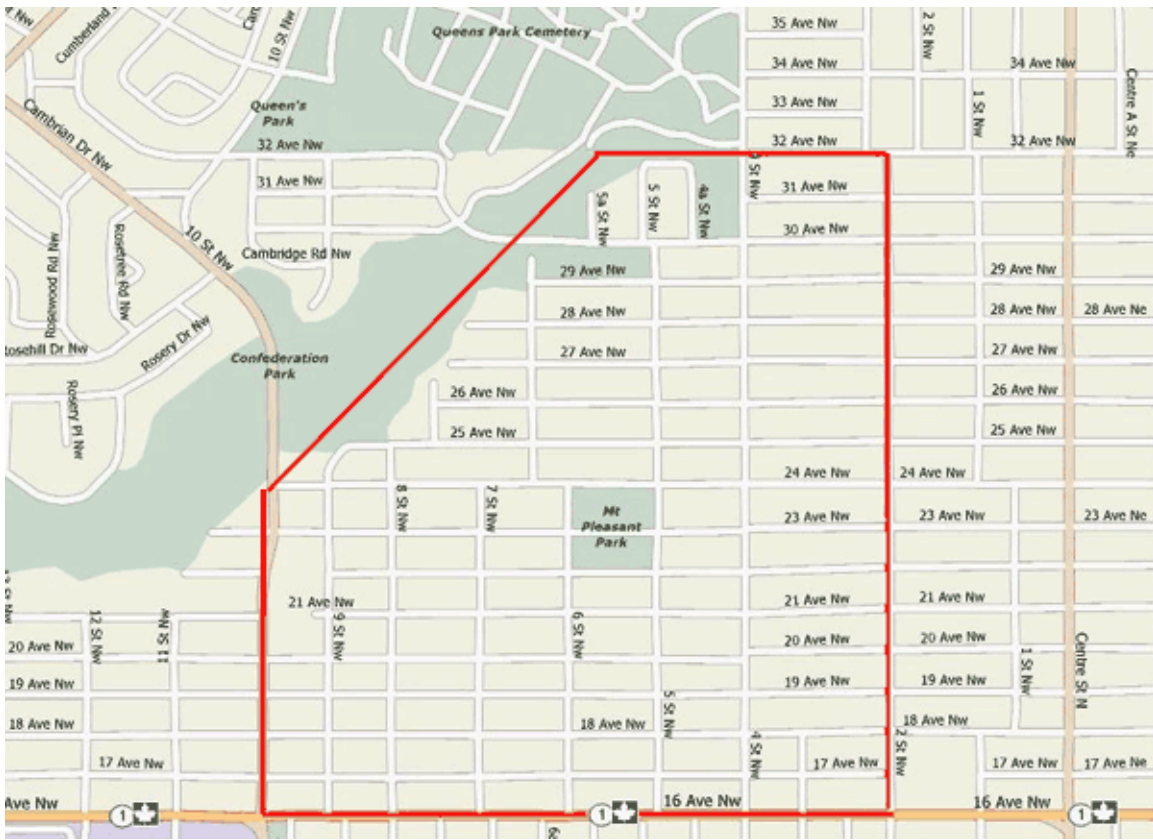 35 Ave Nw
2 St Nw
Cumberland Ave Nw
10 St Nw
Queens Park Cemetery
34 Ave Nw
34 Ave Nw
Centre A St Ne
Queen's
Park
33 Ave Nw
1 St Nw
Cambrian Dr Nw
32 Ave Nw
32 Ave Nw
32 Ave Nw
31 Ave Nw
5a St Nw
5 St Nw
4a St Nw
St Nw
31 Ave Nw
10 St Nw
30 Ave Nw
Rosewood Rd Nw
Rosetree Rd Nw
Cambridge Rd Nw
29 Ave Nw
29 Ave Nw
28 Ave Nw
28 Ave Nw
28 Ave Ne
Rosehill Dr Nw
Rosery Dr Nw
Confederation
Park
27 Ave Nw
27 Ave Nw
Rosery Pl Nw
26 Ave Nw
26 Ave Nw
25 Ave Nw
25 Ave Nw
24 Ave Nw
24 Ave Nw
8 St Nw
7 St Nw
Mt
Pleasant
Park
23 Ave Nw
23 Ave Nw
23 Ave Ne
21 Ave Nw
21 Ave Nw
21 Ave Nw
12 St Nw
11 St Nw
9 St Nw
6 St Nw
20 Ave Nw
20 Ave Nw
20 Ave Nw
1 St Nw
Centre St N
19 Ave Nw
19 Ave Nw
19 Ave Nw
18 Ave Nw
18 Ave Nw
5 St Nw
18 Ave Nw
17 Ave Nw
4 St Nw
17 Ave Nw
2 St Nw
17 Ave Nw
17 Ave Ne
Ave Nw
1
1
16 Ave Nw
16 Ave Nw
1